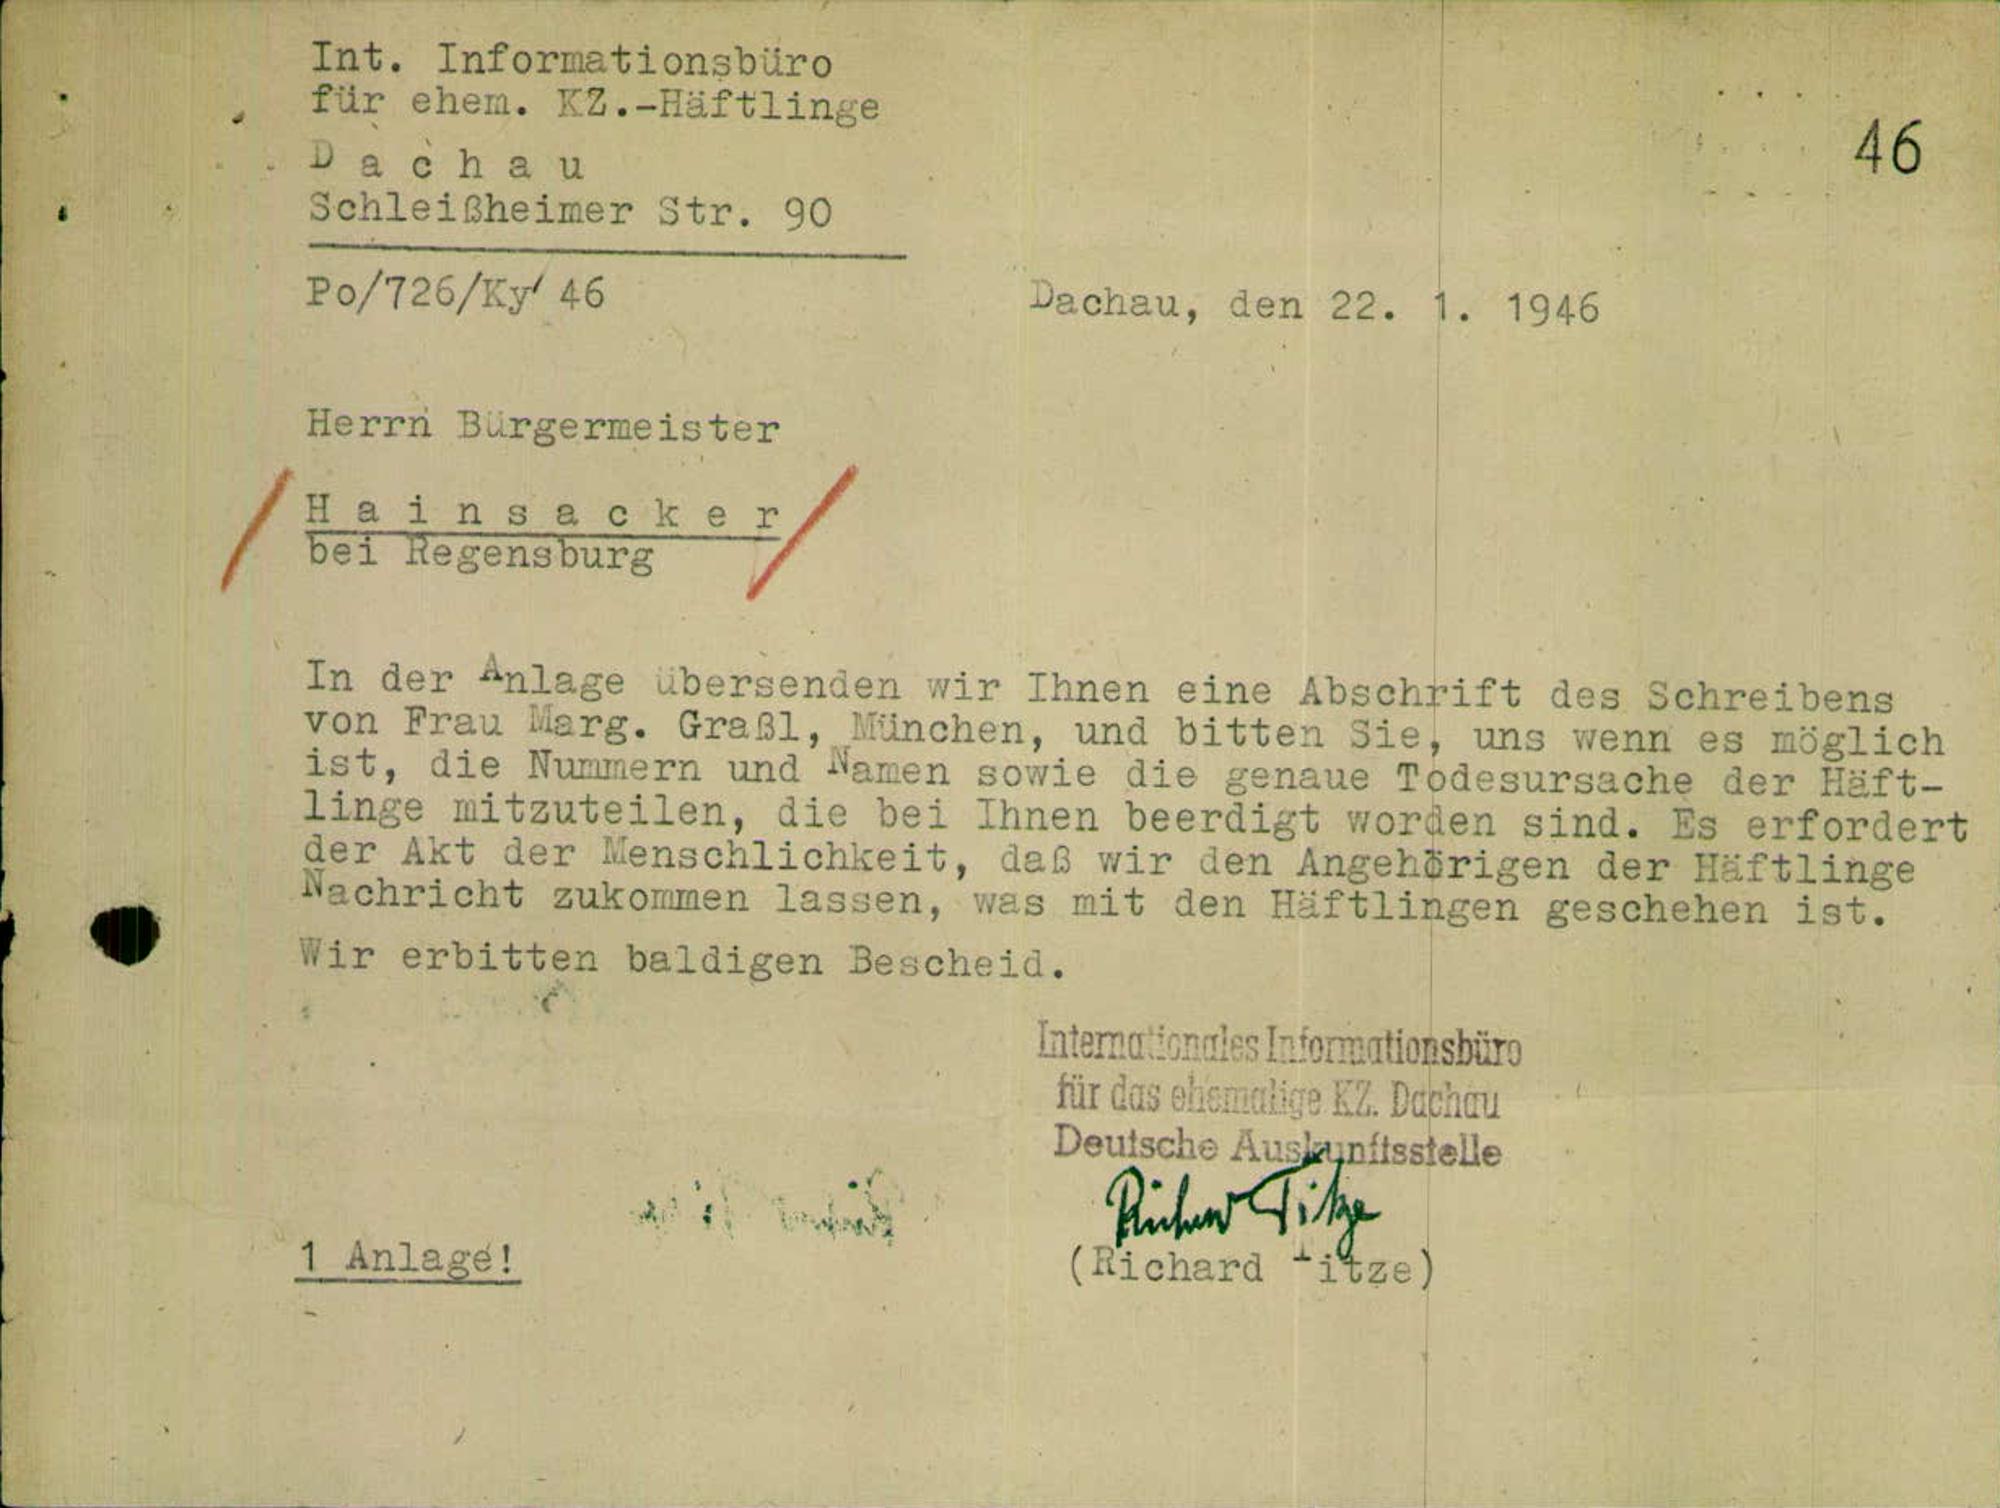 Int. Informationsbüro
für ehem. KZ.-Häftlinge
D a c h a u
Schleißheimer Str. 90
46
Po/726/Ky/ 46
Dachau, den 22. 1. 1946
Herrn Bürgermeister
H a i n s a c k e r
bei Regensburg
In der Anlage übersenden wir Ihnen eine Abschrift des Schreibens
von Frau Marg. Graßl, München, und bitten Sie, uns wenn es möglich
ist, die Nummern und Namen sowie die genaue Todesursache der Häft-
linge mitzuteilen, die bei Ihnen beerdigt worden sind. Es erfordert
der Akt der Menschlichkeit, daß wir den Angehörigen der Häftlinge
Nachricht zukommen lassen, was mit den Häftlingen geschehen ist.
Wir erbitten baldigen Bescheid.
Internationales Informationsbüro
für das ehemalige KZ. Dachau
Deutsche Auskunftsstelle
Richard Titze
(Richard Titze)
1 Anlage!